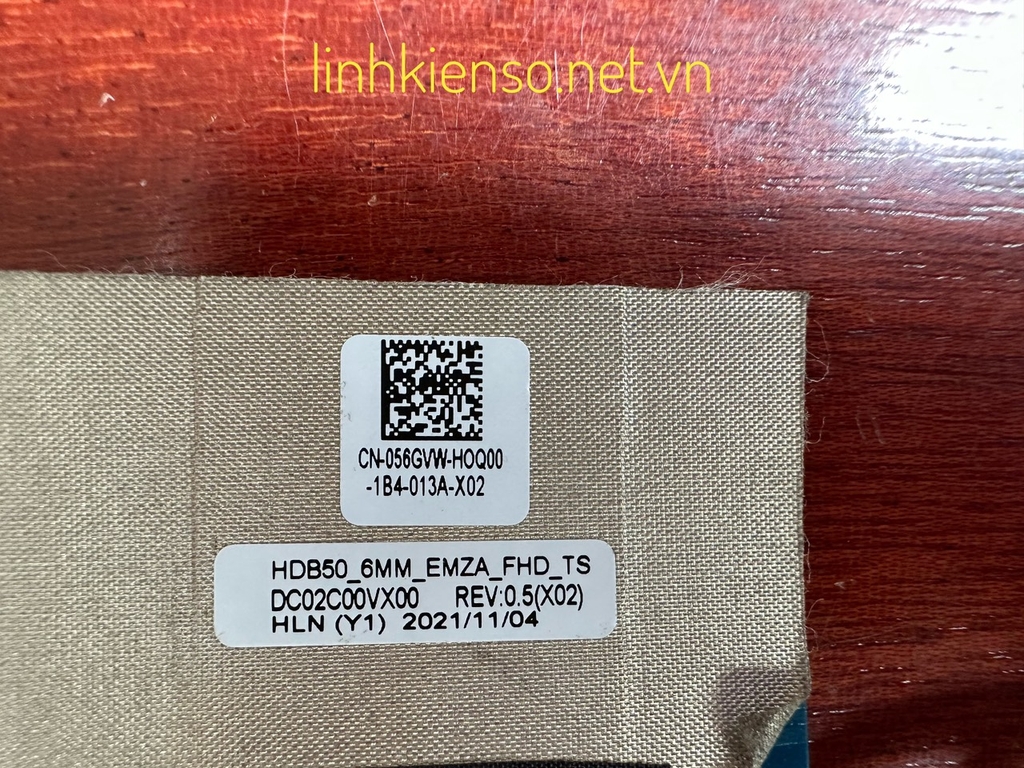 linhkienso.net.vn
CN-056GVW-HOQ00
-1B4-013A-X02
HDB50_6MM_EMZA_FHD_TS
DC02C00VX00 REV:0.5(X02)
HLN (Y1) 2021/11/04